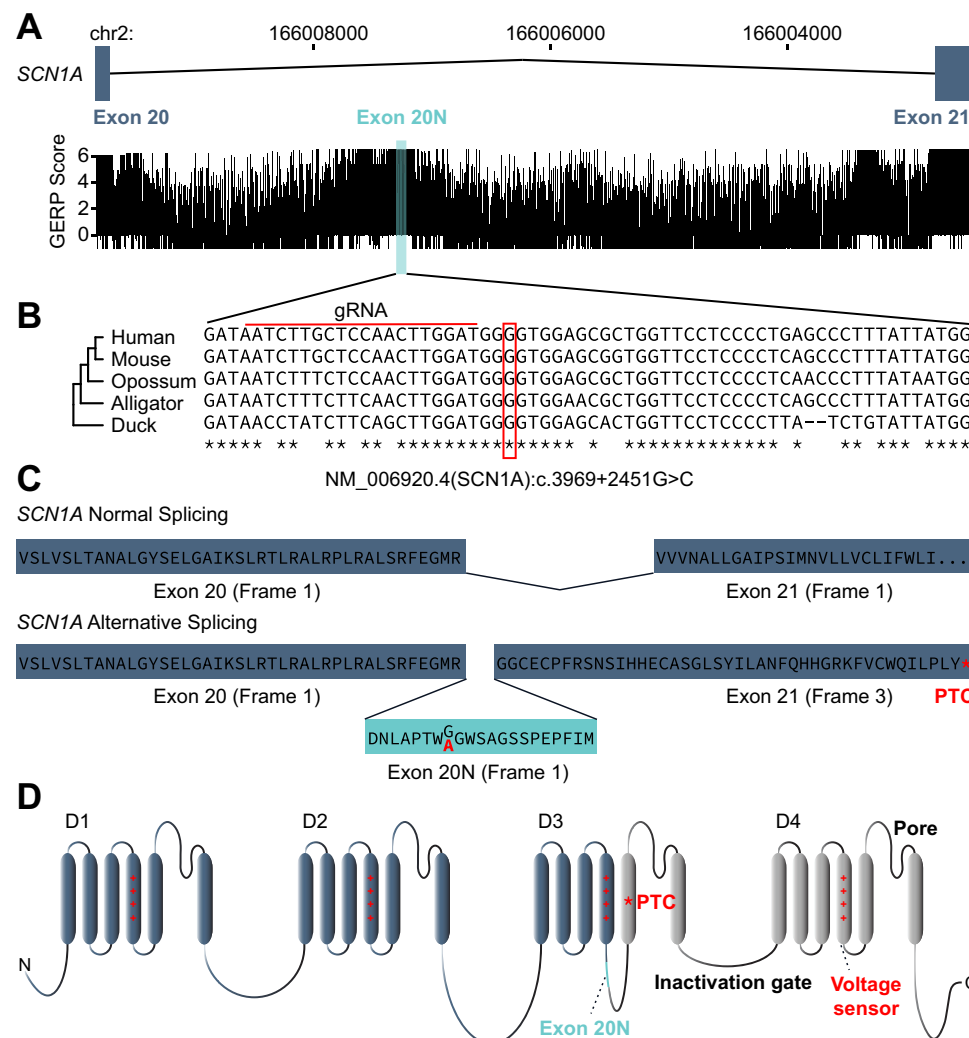 A
chr2: 166008000 166006000 166004000
SCN1A
Exon 20 Exon 20N Exon 21
GERP Score
6
4
2
0
B
gRNA
Human GATAATCTTGCTCCAACTTGGATGGGGTGGAGCGCTGGTTCCTCCCCTGAGCCCTTTATTATGG
Mouse GATAATCTTGCTCCAACTTGGATGGGGTGGAGCGGTGGTTCCTCCCCTCAGCCCTTTATTATGG
Opossum GATAATCTTTCTCCAACTTGGATGGGGTGGAGCGCTGGTTCCTCCCCTCAACCCTTTATAATGG
Alligator GATAATCTTTCTTCAACTTGGATGGGGTGGAACGCTGGTTCCTCCCCTCAGCCCTTTATTATGG
Duck GATAACCTATCTTCAGCTTGGATGGGGTGGAGCACTGGTTCCTCCCCTTA--TCTGTATTATGG
***** ** ** ** *************** * ************** * ** **** ****
NM_006920.4(SCN1A):c.3969+2451G>C
C
SCN1A Normal Splicing
VSLVSLTANALGYSELGAIKSLRTLRALRPLRALSRFEGMR VVVNALLGAIPSIMNVLLVCLIFWLI...
Exon 20 (Frame 1) Exon 21 (Frame 1)
SCN1A Alternative Splicing
VSLVSLTANALGYSELGAIKSLRTLRALRPLRALSRFEGMR GGCECPFRSNSIHHECASGLSYILANFQHHGRKFVCWQILPLY*
Exon 20 (Frame 1) Exon 21 (Frame 3) PTC
DNLAPTWGGWSAGSSPEPFIM
A
Exon 20N (Frame 1)
D
D1 D2 D3 D4 Pore
+ + + +
+ + + +
+ + + +
+ + + +
* PTC
N
C
Inactivation gate Voltage sensor
Exon 20N